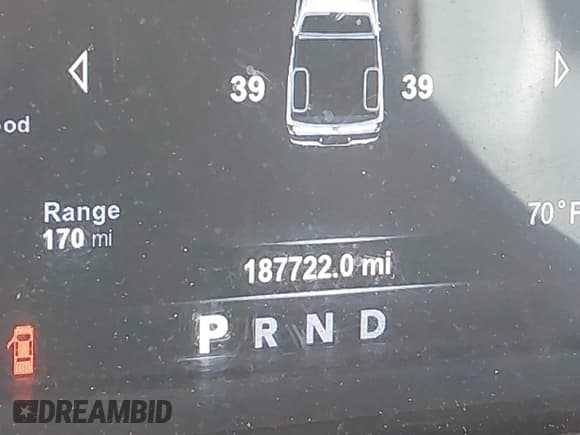 39 39
ood
Range
170 mi
70°F
187722.0 mi
P R N D
DREAMBID